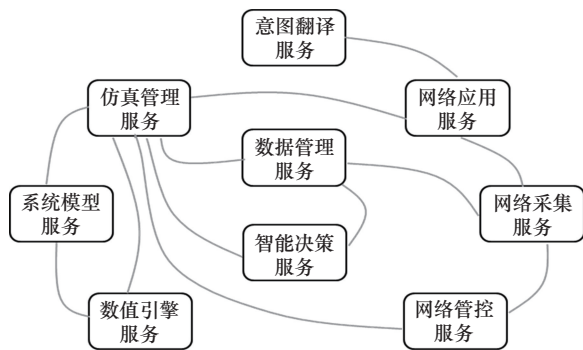 意图翻译
服务
仿真管理
服务
网络应用
服务
数据管理
服务
系统模型
服务
网络采集
服务
智能决策
服务
数值引擎
服务
网络管控
服务